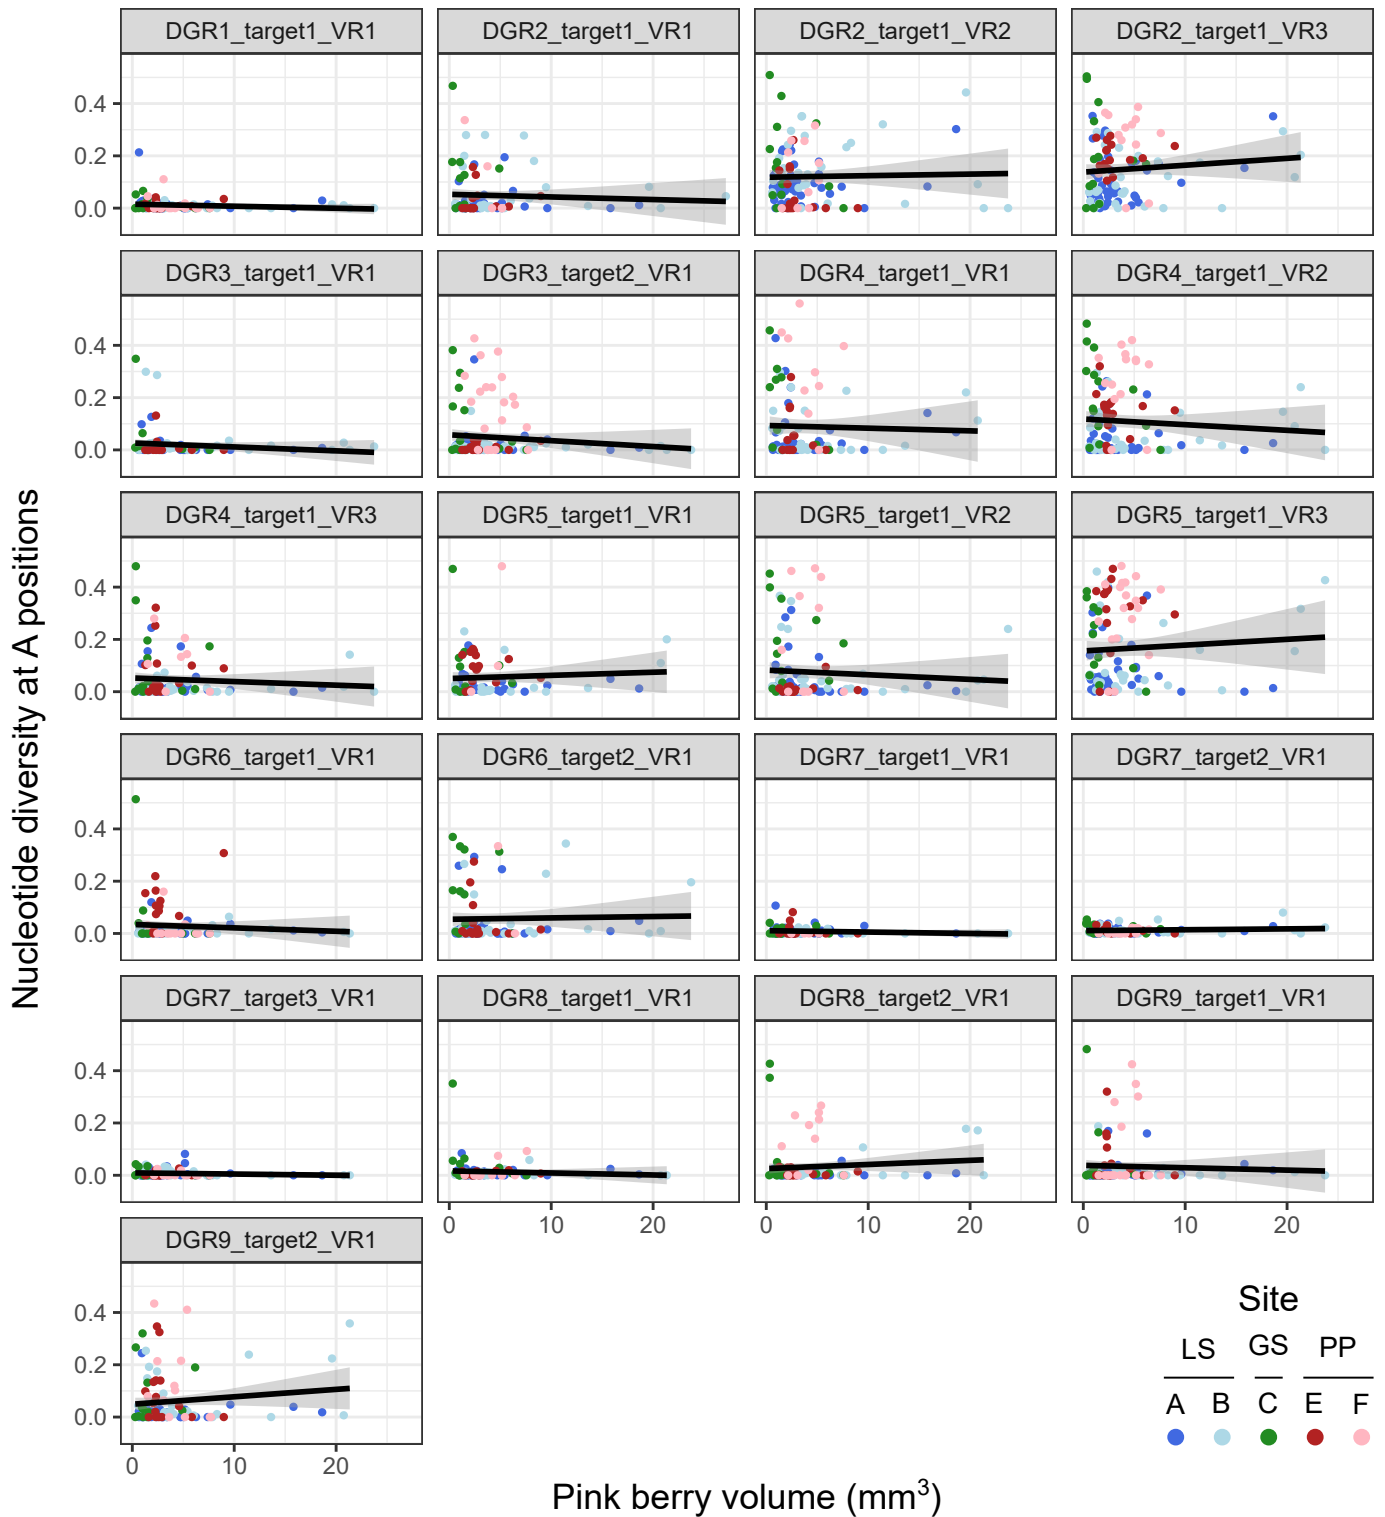 DGR1_target1_VR1 DGR2_target1_VR1 DGR2_target1_VR2 DGR2_target1_VR3
0.4
0.2
0.0
DGR3_target1_VR1 DGR3_target2_VR1 DGR4_target1_VR1 DGR4_target1_VR2
0.4
0.2
0.0
DGR4_target1_VR3 DGR5_target1_VR1 DGR5_target1_VR2 DGR5_target1_VR3
0.4
0.2
0.0
DGR6_target1_VR1 DGR6_target2_VR1 DGR7_target1_VR1 DGR7_target2_VR1
0.4
0.2
0.0
DGR7_target3_VR1 DGR8_target1_VR1 DGR8_target2_VR1 DGR9_target1_VR1
0.4
0.2
0.0
0 10 20 0 10 20 0 10 20
DGR9_target2_VR1
0.4
0.2
0.0
0 10 20
Nucleotide diversity at A positions
Pink berry volume (mm³)
Site
LS GS PP
A B C E F